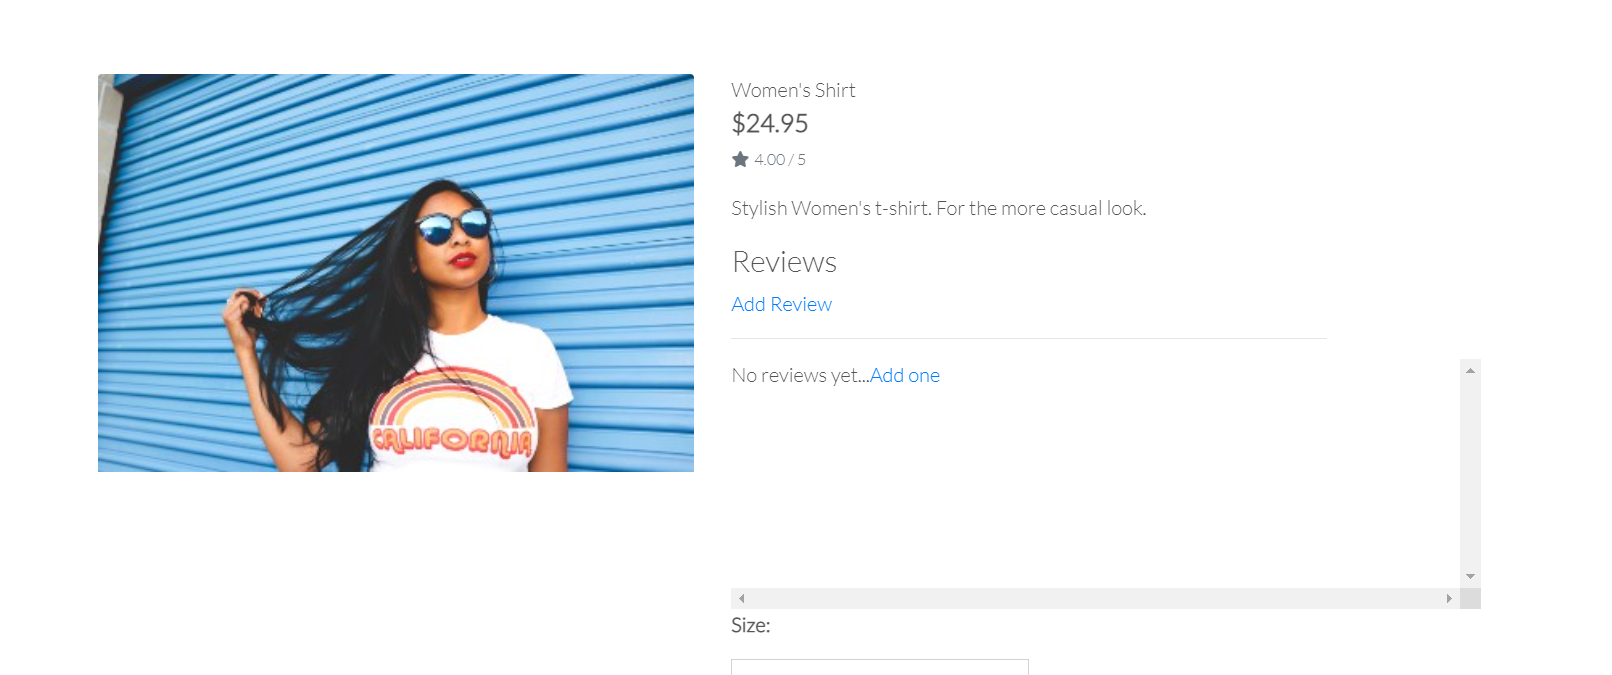 Women's Shirt
$24.95
4.00 / 5
Stylish Women's t-shirt. For the more casual look.
Reviews
Add Review
No reviews yet...Add one
Size:
CALIFORNIA